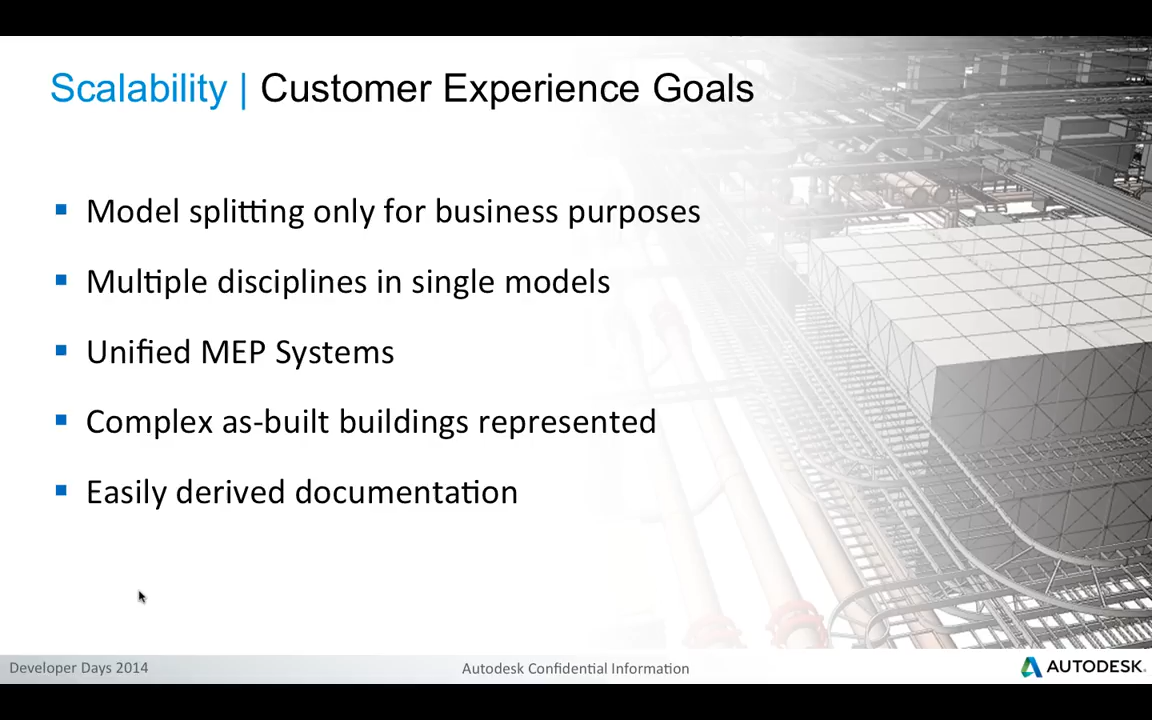 Scalability | Customer Experience Goals
▪ Model splitting only for business purposes
▪ Multiple disciplines in single models
▪ Unified MEP Systems
▪ Complex as-built buildings represented
▪ Easily derived documentation
Developer Days 2014
Autodesk Confidential Information
AUTODESK.